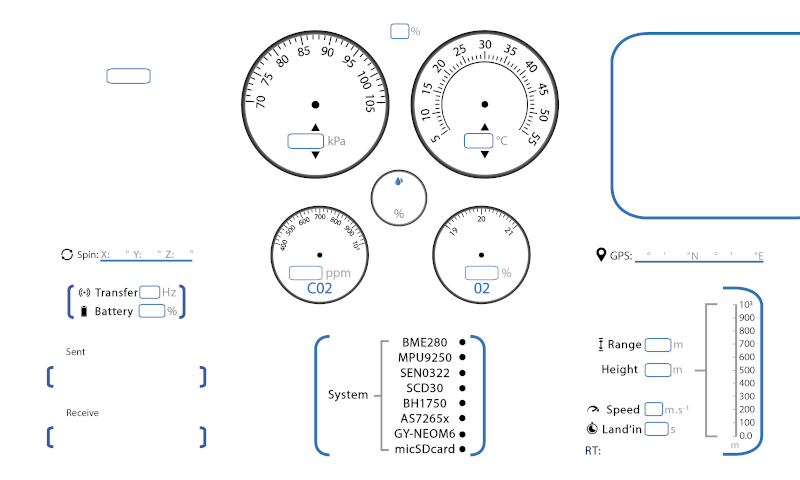 %
70 75 80 85 90 95 100 105
kPa
5 10 15 20 25 30 35 40 45 50 55
°C
%
400 500 600 700 800 900 10³
ppm
C02
19 20 21
%
02
Spin: X: ° Y: ° Z: °
Transfer Hz
Battery %
Sent
Receive
System
BME280
MPU9250
SEN0322
SCD30
BH1750
AS7265x
GY-NEOM6
micSDcard
GPS: ° ' °N ° ' °E
Range m
Height m
Speed m.s⁻¹
Land'in s
RT:
10³
900
800
700
600
500
400
300
200
100
0.0
m